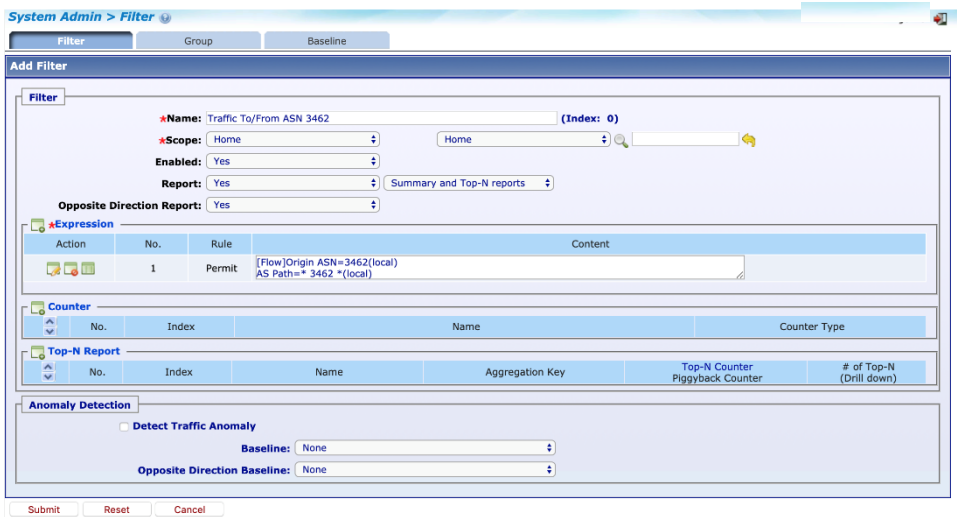 System Admin > Filter
Filter Group Baseline
Add Filter
Filter
*Name: Traffic To/From ASN 3462 (Index: 0)
*Scope: Home Home
Enabled: Yes
Report: Yes Summary and Top-N reports
Opposite Direction Report: Yes
*Expression
Action No. Rule Content
1 Permit [Flow]Origin ASN=3462(local)
AS Path=* 3462 *(local)
Counter
No. Index Name Counter Type
Top-N Report
No. Index Name Aggregation Key Top-N Counter # of Top-N
Piggyback Counter (Drill down)
Anomaly Detection
Detect Traffic Anomaly
Baseline: None
Opposite Direction Baseline: None
Submit Reset Cancel